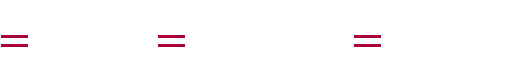 = = =